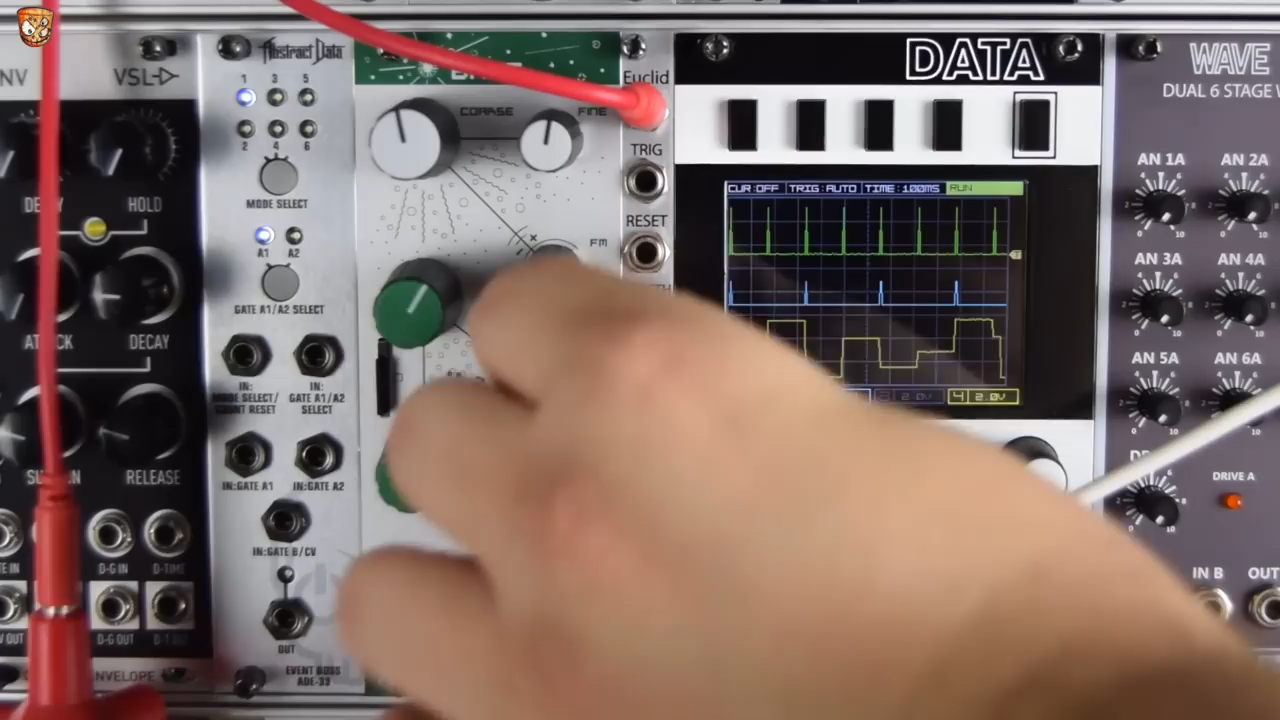 NV VSL
HOLD
ATTACK DECAY
SUSTAIN RELEASE
D-G IN D-TIME
D-G OUT
ENVELOPE
Abstract Data
1 3 5
2 4 6
MODE SELECT
A1 A2
GATE A1/A2 SELECT
IN:
MODE SELECT/
COUNT RESET
IN:
GATE A1/A2
SELECT
IN:GATE A1 IN:GATE A2
IN:GATE B/CV
OUT
EVENT BOSS
ADE-33
COARSE FINE
FM
Euclid
TRIG
RESET
DATA
CUR:OFF TRIG:AUTO TIME:100MS RUN
2.0V 4 2.0V
WAVE
DUAL 6 STAGE
AN 1A AN 2A
AN 3A AN 4A
AN 5A AN 6A
DRIVE A
IN B OUT